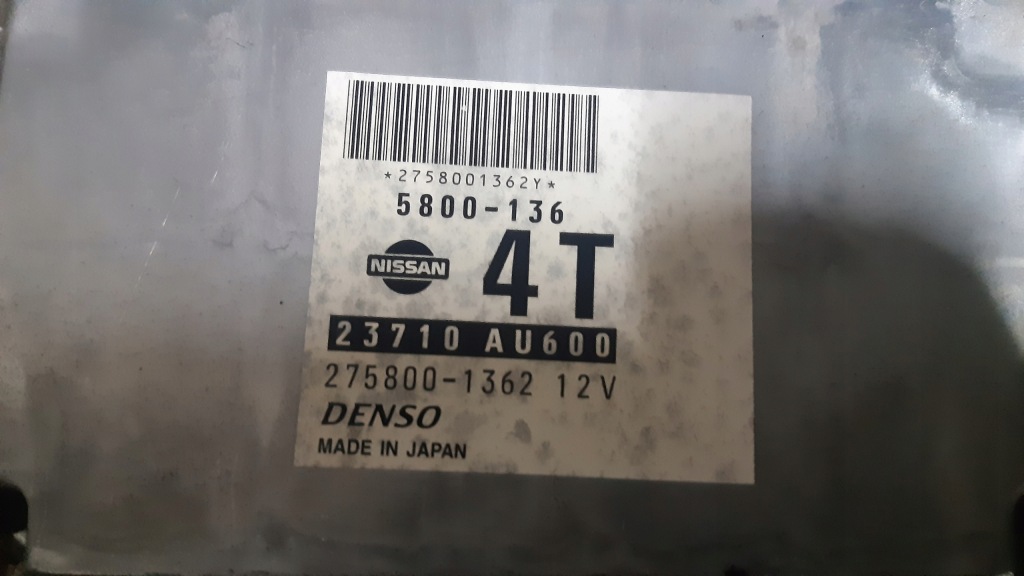 *2758001362Y*
5800-136
NISSAN
4T
23710 AU600
275800-1362 12V
DENSO
MADE IN JAPAN